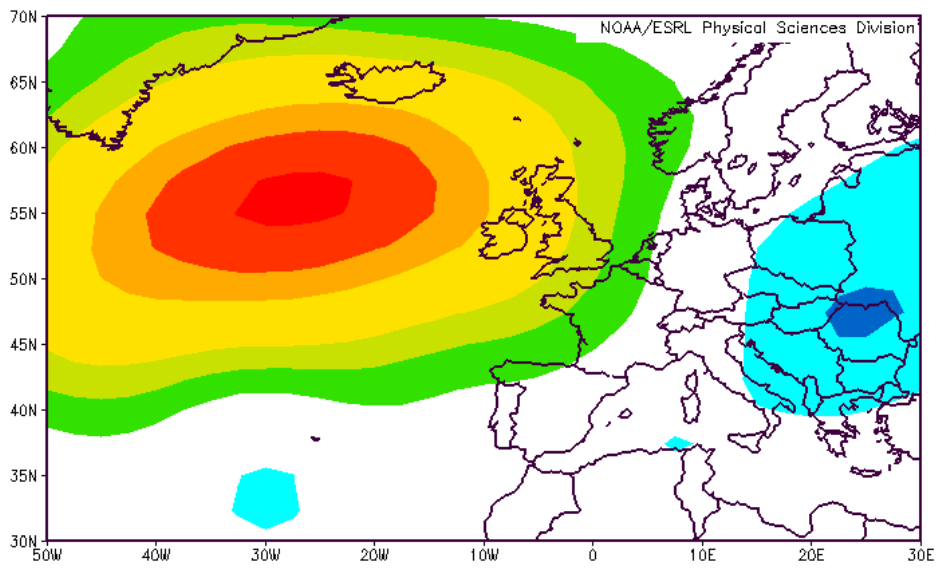 NOAA/ESRL Physical Sciences Division
70N
65N
60N
55N
50N
45N
40N
35N
30N
50W 40W 30W 20W 10W 0 10E 20E 30E